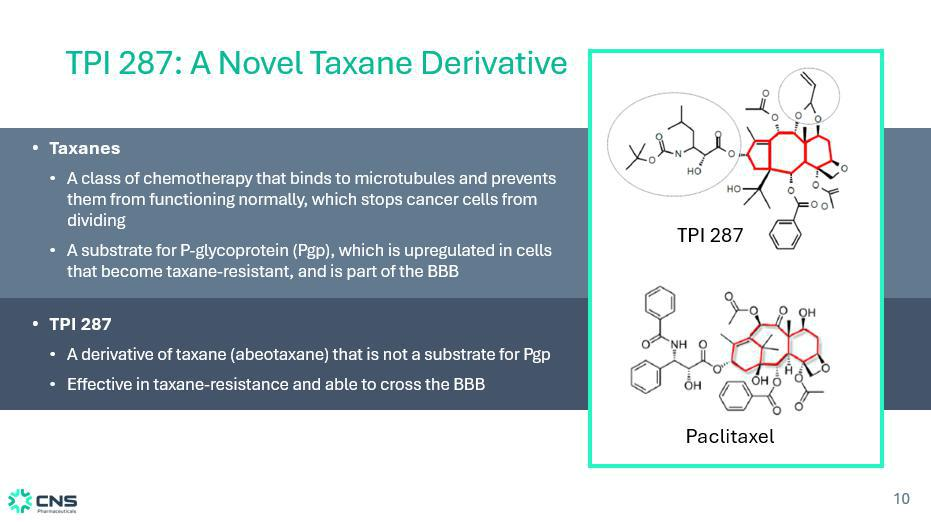 TPI 287: A Novel Taxane Derivative
• Taxanes
• A class of chemotherapy that binds to microtubules and prevents
them from functioning normally, which stops cancer cells from
dividing
• A substrate for P-glycoprotein (Pgp), which is upregulated in cells
that become taxane-resistant, and is part of the BBB
• TPI 287
• A derivative of taxane (abeotaxane) that is not a substrate for Pgp
• Effective in taxane-resistance and able to cross the BBB
TPI 287
Paclitaxel
CNS
Pharmaceuticals
10